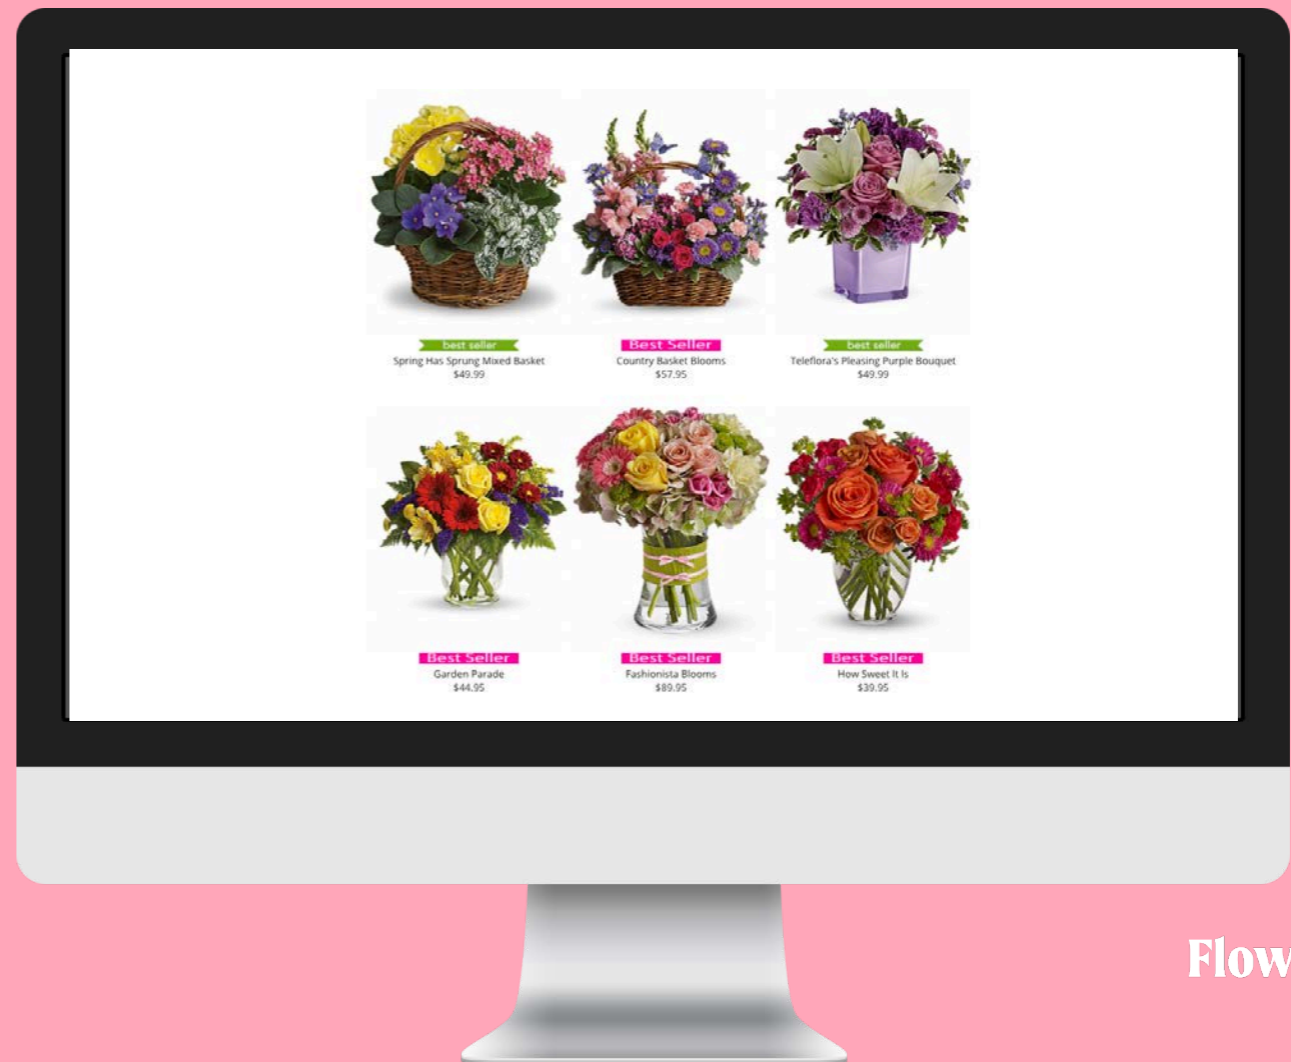 best seller
Spring Has Sprung Mixed Basket
$49.99
Best Seller
Country Basket Blooms
$57.95
best seller
Teleflora's Pleasing Purple Bouquet
$49.99
Best Seller
Garden Parade
$44.95
Best Seller
Fashionista Blooms
$89.95
Best Seller
How Sweet It Is
$39.95
Flow